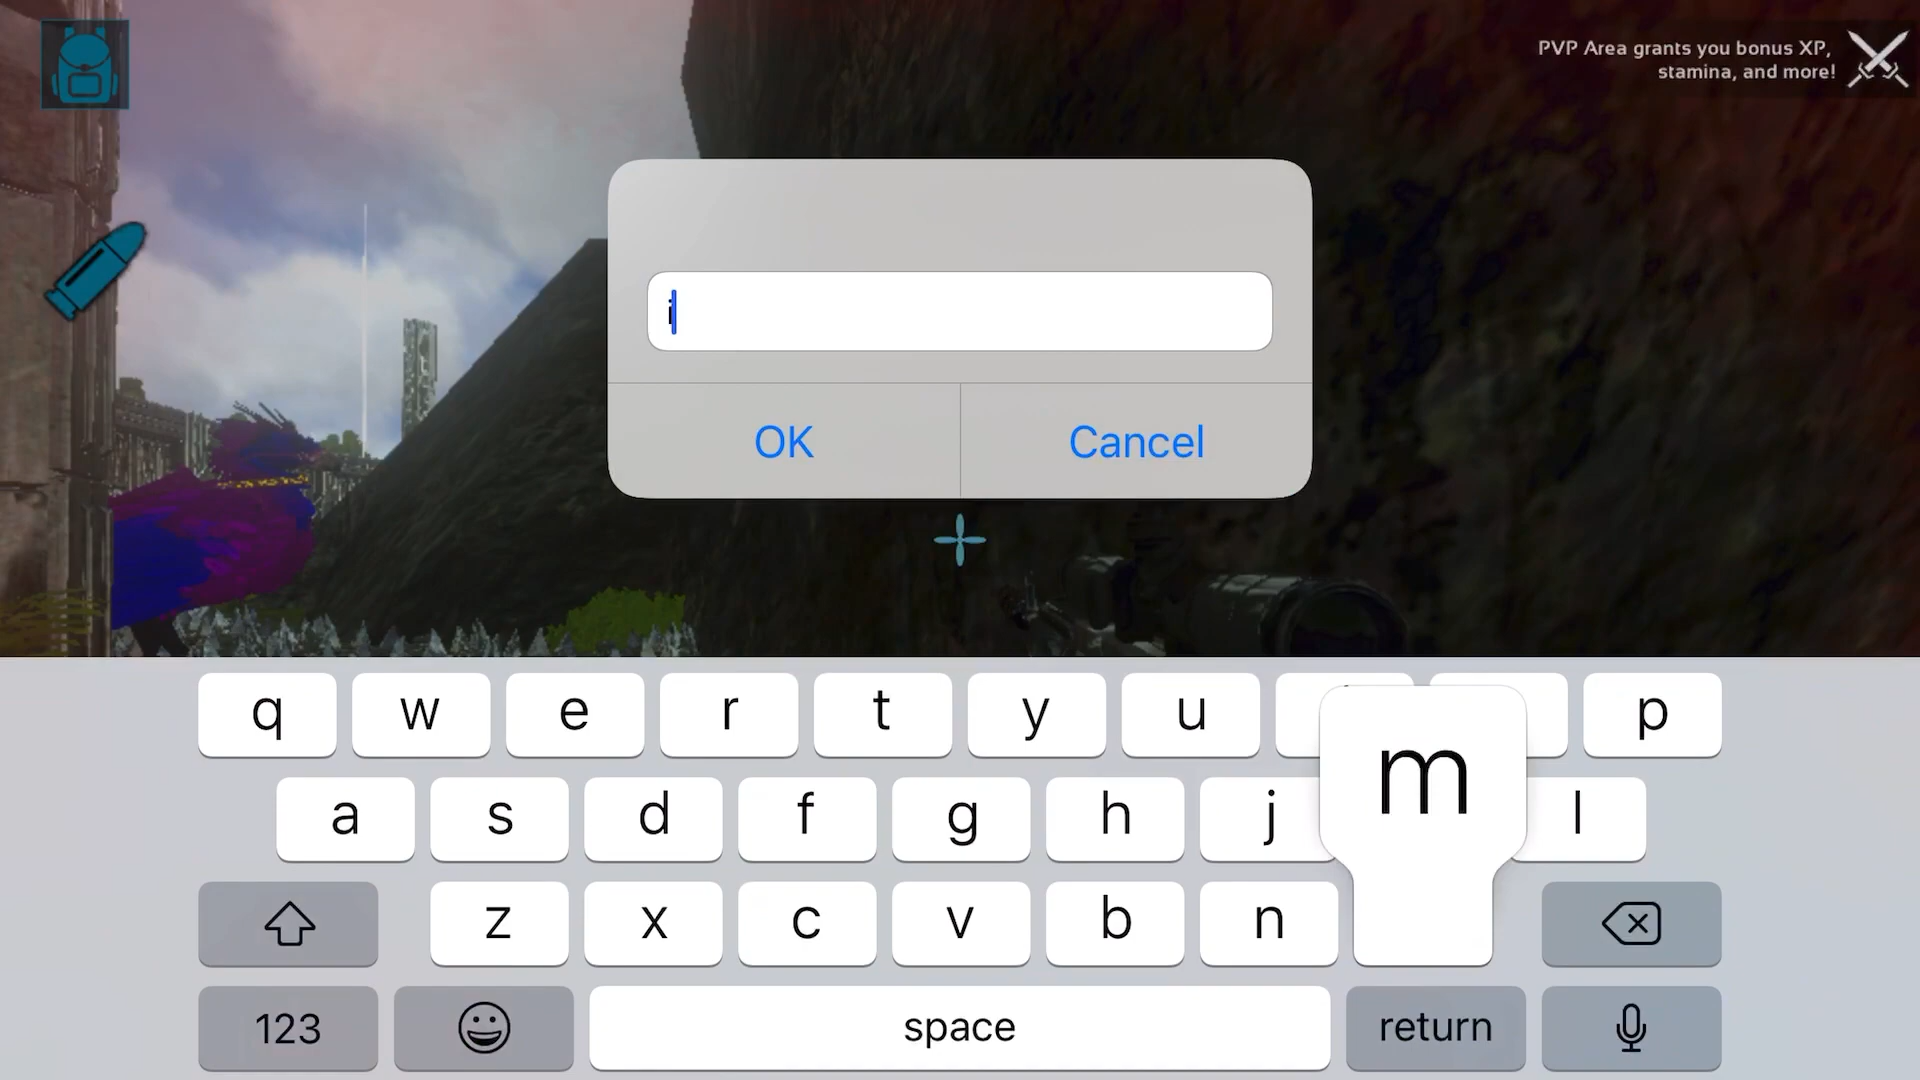 PVP Area grants you bonus XP,
stamina, and more!
i
OK Cancel
q w e r t y u p
a s d f g h j l
m
z x c v b n
123 space return